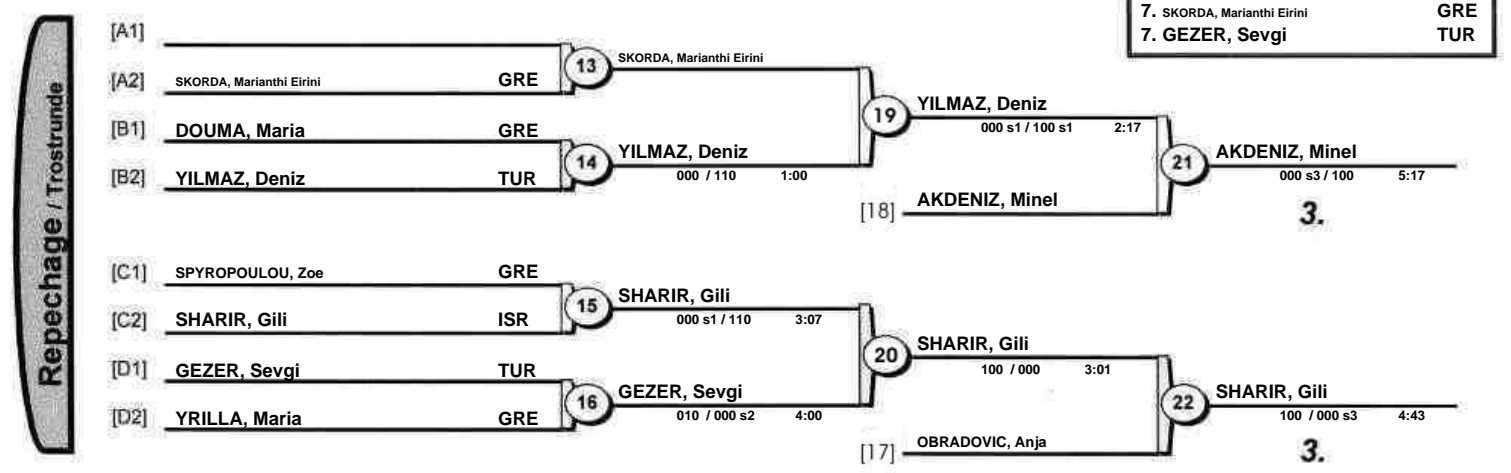 7. SKORDA, Marianthi Eirini GRE
7. GEZER, Sevgi TUR
Repechage / Trostrunde
[A1]
[A2] SKORDA, Marianthi Eirini GRE
13 SKORDA, Marianthi Eirini
[B1] DOUMA, Maria GRE
[B2] YILMAZ, Deniz TUR
14 YILMAZ, Deniz
000 / 110 1:00
19 YILMAZ, Deniz
000 s1 / 100 s1 2:17
[18] AKDENIZ, Minel
21 AKDENIZ, Minel
000 s3 / 100 5:17
3.
[C1] SPYROPOULOU, Zoe GRE
[C2] SHARIR, Gili ISR
15 SHARIR, Gili
000 s1 / 110 3:07
[D1] GEZER, Sevgi TUR
[D2] YRILLA, Maria GRE
16 GEZER, Sevgi
010 / 000 s2 4:00
20 SHARIR, Gili
100 / 000 3:01
[17] OBRADOVIC, Anja
22 SHARIR, Gili
100 / 000 s3 4:43
3.